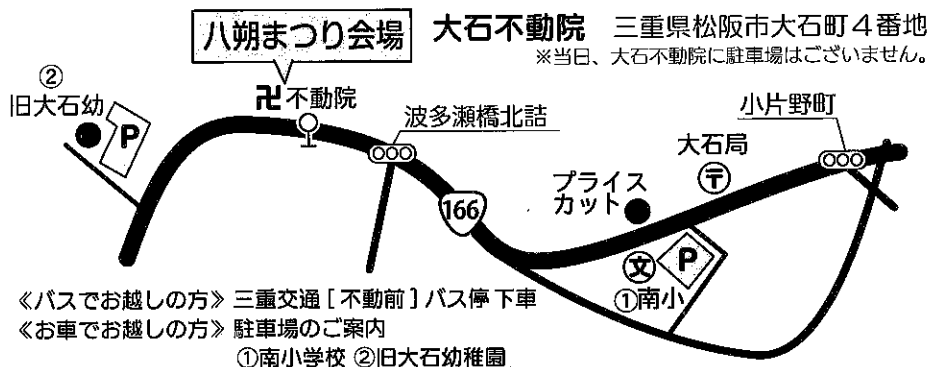 八朔まつり会場
大石不動院 三重県松阪市大石町4番地
※当日、大石不動院に駐車場はございません。
②
旧大石幼
P
卍不動院
波多瀬橋北詰
小片野町
大石局
〒
プライス
カット
166
文
P
①南小
《バスでお越しの方》三重交通[不動前]バス停下車
《お車でお越しの方》駐車場のご案内
①南小学校 ②旧大石幼稚園